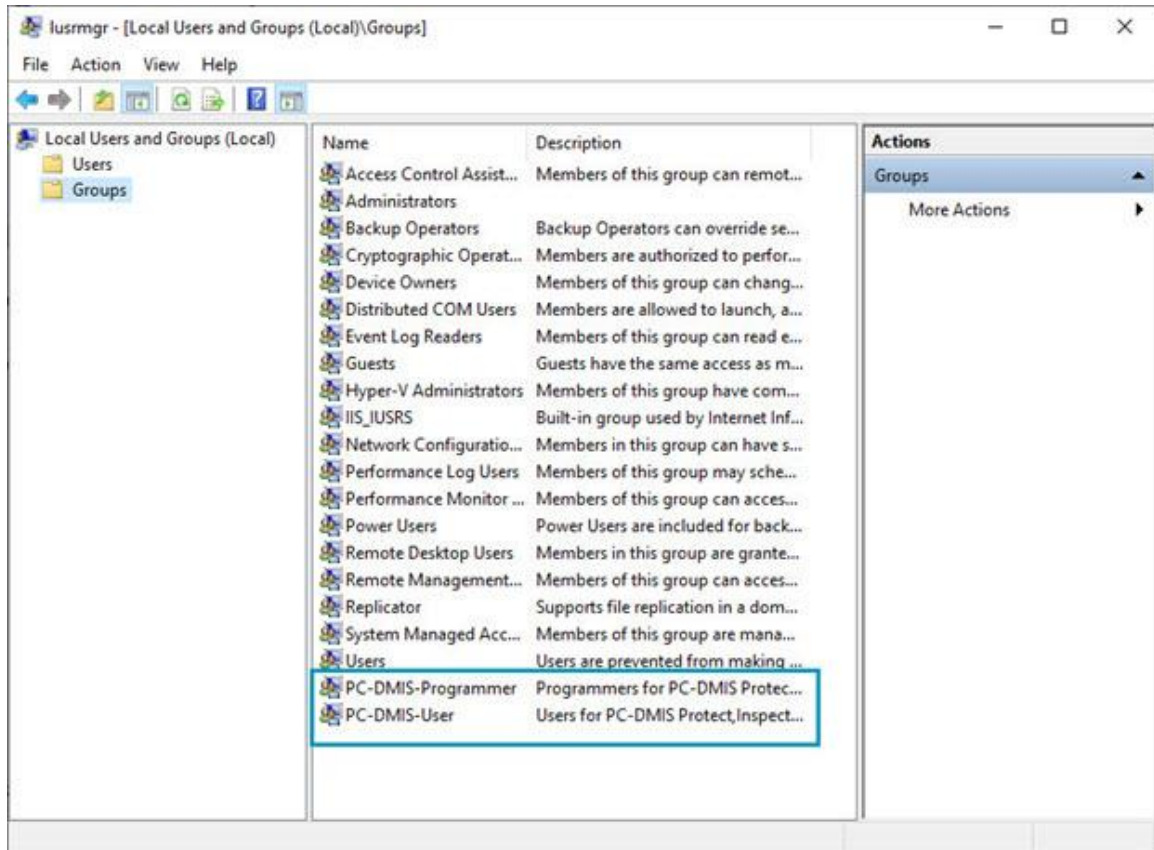 lusrmgr - [Local Users and Groups (Local)\Groups]
File Action View Help
Local Users and Groups (Local)
Users
Groups
Name Description
Access Control Assist... Members of this group can remot...
Administrators
Backup Operators Backup Operators can override se...
Cryptographic Operat... Members are authorized to perfor...
Device Owners Members of this group can chang...
Distributed COM Users Members are allowed to launch, a...
Event Log Readers Members of this group can read e...
Guests Guests have the same access as m...
Hyper-V Administrators Members of this group have com...
IIS_IUSRS Built-in group used by Internet Inf...
Network Configuratio... Members in this group can have s...
Performance Log Users Members of this group may sche...
Performance Monitor ... Members of this group can acces...
Power Users Power Users are included for back...
Remote Desktop Users Members in this group are grante...
Remote Management... Members of this group can acces...
Replicator Supports file replication in a dom...
System Managed Acc... Members of this group are mana...
Users Users are prevented from making ...
PC-DMIS-Programmer Programmers for PC-DMIS Protec...
PC-DMIS-User Users for PC-DMIS Protect,Inspect...
Actions
Groups
More Actions